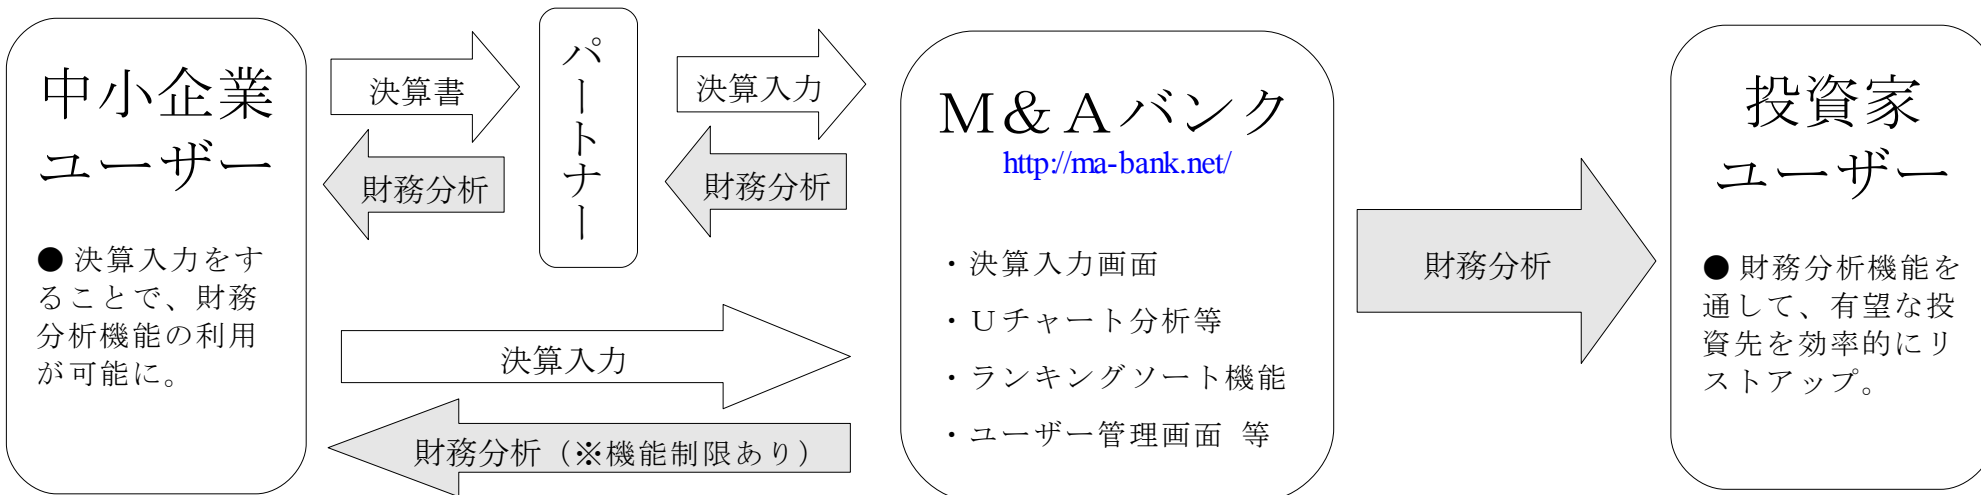 中小企業
ユーザー
● 決算入力をす
ることで、財務
分析機能の利用
が可能に。
決算書
財務分析
パートナー
決算入力
財務分析
決算入力
財務分析（※機能制限あり）
Ｍ＆Ａバンク
http://ma-bank.net/
・決算入力画面
・Ｕチャート分析等
・ランキングソート機能
・ユーザー管理画面 等
財務分析
投資家
ユーザー
● 財務分析機能を
通して、有望な投
資先を効率的にリ
ストアップ。